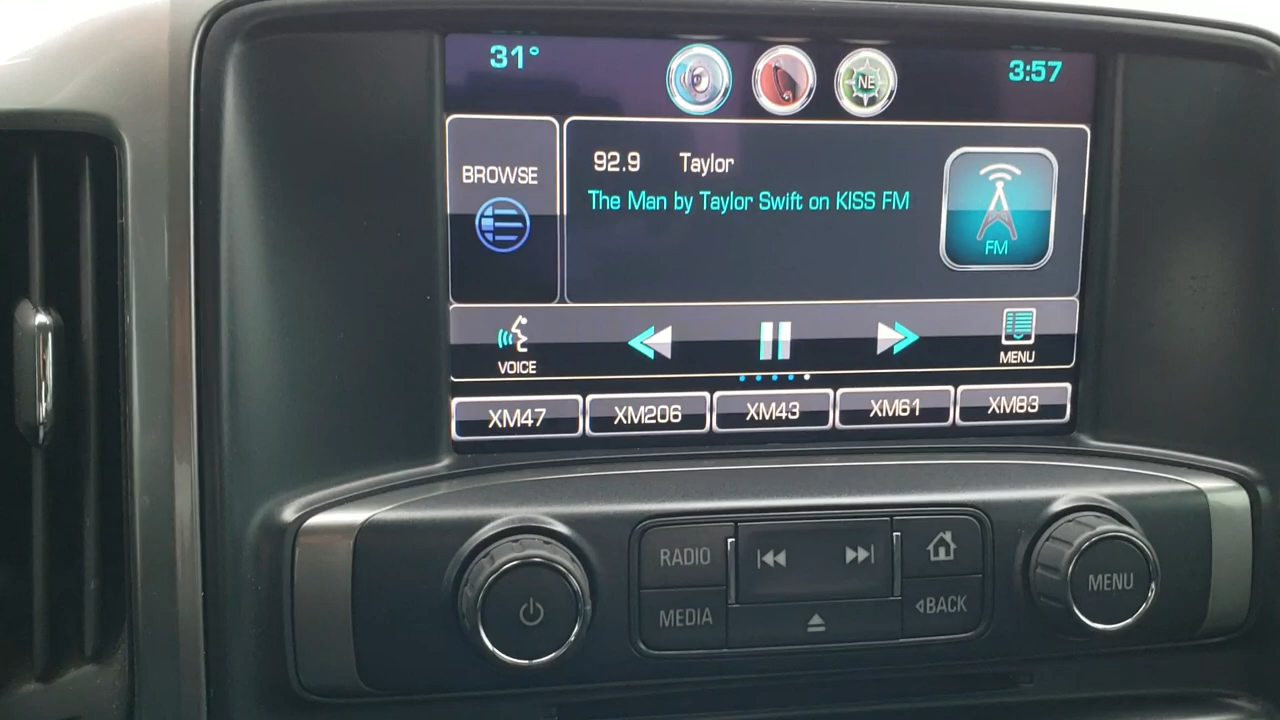 31°
NE
3:57
BROWSE
92.9 Taylor
The Man by Taylor Swift on KISS FM
FM
VOICE
MENU
XM47
XM206
XM43
XM61
XM83
RADIO
MEDIA
BACK
MENU